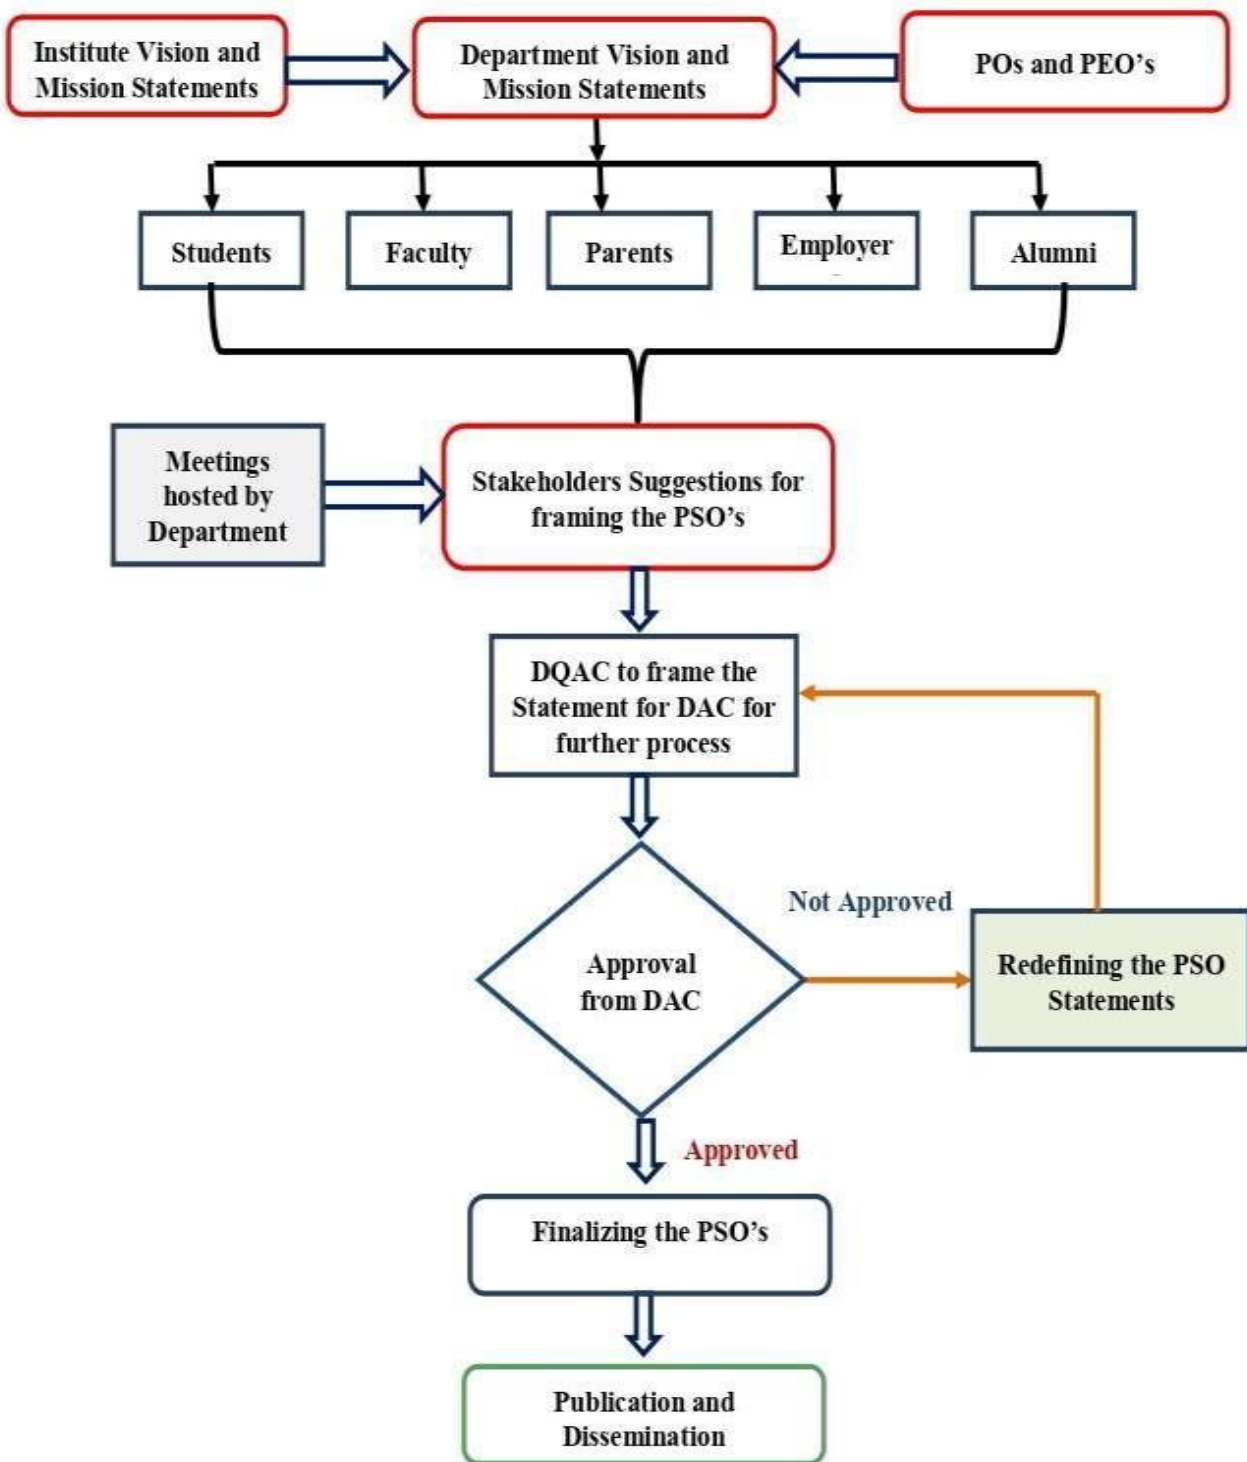 Institute Vision and
Mission Statements
Department Vision and
Mission Statements
POs and PEO’s
Students
Faculty
Parents
Employer
Alumni
Meetings
hosted by
Department
Stakeholders Suggestions for
framing the PSO’s
DQAC to frame the
Statement for DAC for
further process
Not Approved
Approval
from DAC
Redefining the PSO
Statements
Approved
Finalizing the PSO’s
Publication and
Dissemination